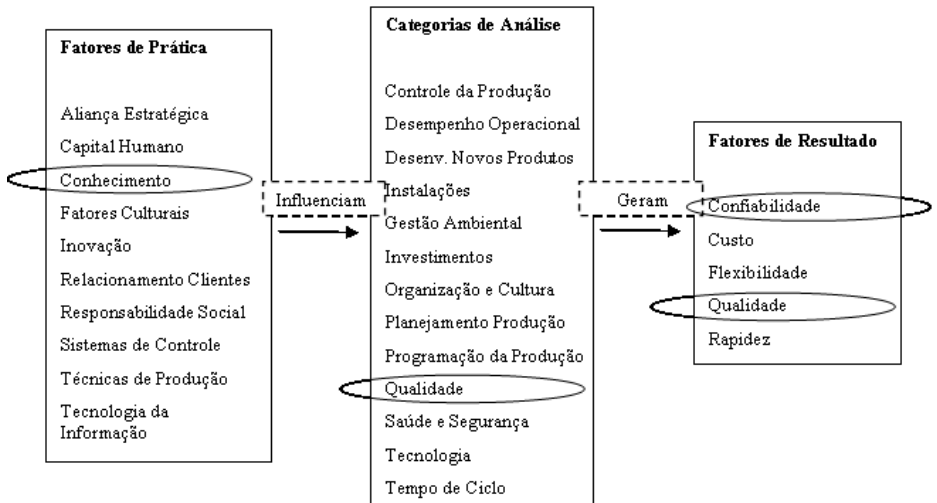 Fatores de Prática
Aliança Estratégica
Capital Humano
Conhecimento
Fatores Culturais
Inovação
Relacionamento Clientes
Responsabilidade Social
Sistemas de Controle
Técnicas de Produção
Tecnologia da
Informação
Influenciam
Categorias de Análise
Controle da Produção
Desempenho Operacional
Desenv. Novos Produtos
Instalações
Gestão Ambiental
Investimentos
Organização e Cultura
Planejamento Produção
Programação da Produção
Qualidade
Saúde e Segurança
Tecnologia
Tempo de Ciclo
Geram
Fatores de Resultado
Confiabilidade
Custo
Flexibilidade
Qualidade
Rapidez